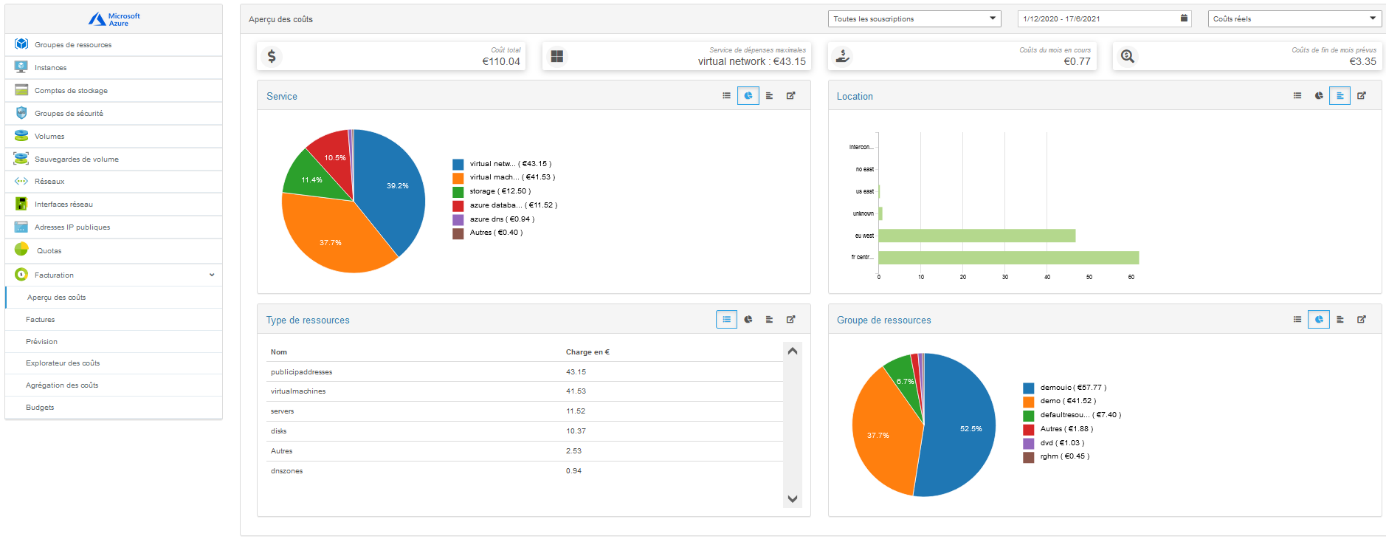 Microsoft
Azure
Groupes de ressources
Instances
Comptes de stockage
Groupes de sécurité
Volumes
Sauvegardes de volume
Réseaux
Interfaces réseau
Adresses IP publiques
Quotas
Facturation
Aperçu des coûts
Factures
Prévision
Explorateur des coûts
Agrégation des coûts
Budgets
Aperçu des coûts
Toutes les souscriptions
1/12/2020 - 17/6/2021
Coûts réels
Coût total
€110.04
Service de dépenses maximales
virtual network : €43.15
Coûts du mois en cours
€0.77
Coûts de fin de mois prévus
€3.35
Service
39.2%
37.7%
11.4%
10.5%
virtual netw... ( €43.15 )
virtual mach... ( €41.53 )
storage ( €12.50 )
azure databa... ( €11.52 )
azure dns ( €0.94 )
Autres ( €0.40 )
Location
intercon...
no east
us east
unknown
eu west
fr centr...
0 10 20 30 40 50 60
Type de ressources
Nom Charge en €
publicipaddresses 43.15
virtualmachines 41.53
servers 11.52
disks 10.37
Autres 2.53
dnszones 0.94
Groupe de ressources
52.5%
37.7%
6.7%
demouic ( €57.77 )
demo ( €41.52 )
defaultresou... ( €7.40 )
Autres ( €1.88 )
dvd ( €1.03 )
rghm ( €0.45 )